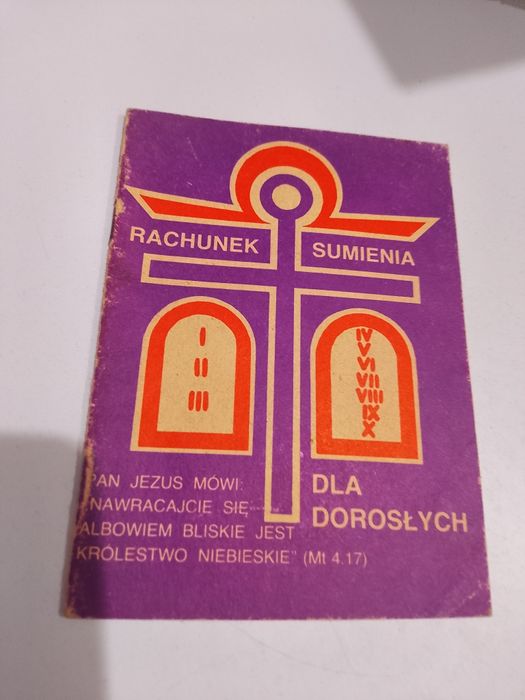 RACHUNEK SUMIENIA
I
II
III
IV
V
VI
VII
VIII
IX
X
DLA
DOROSŁYCH
PAN JEZUS MÓWI:
„NAWRACAJCIE SIĘ
ALBOWIEM BLISKIE JEST
KRÓLESTWO NIEBIESKIE" (Mt 4.17)